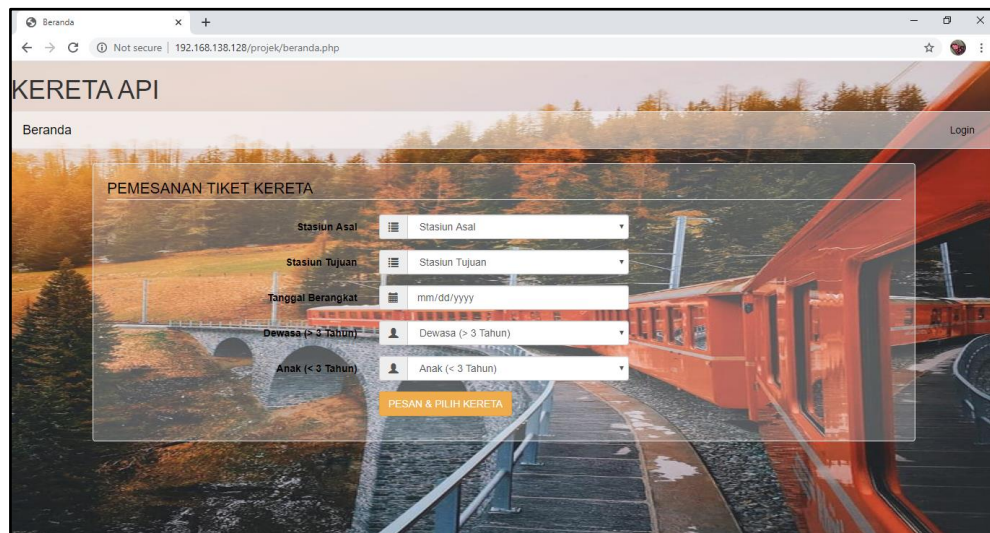 Beranda
Not secure | 192.168.138.128/projek/beranda.php
KERETA API
Beranda
Login
PEMESANAN TIKET KERETA
Stasiun Asal
Stasiun Asal
Stasiun Tujuan
Stasiun Tujuan
Tanggal Berangkat
mm/dd/yyyy
Dewasa (> 3 Tahun)
Dewasa (> 3 Tahun)
Anak (< 3 Tahun)
Anak (< 3 Tahun)
PESAN & PILIH KERETA